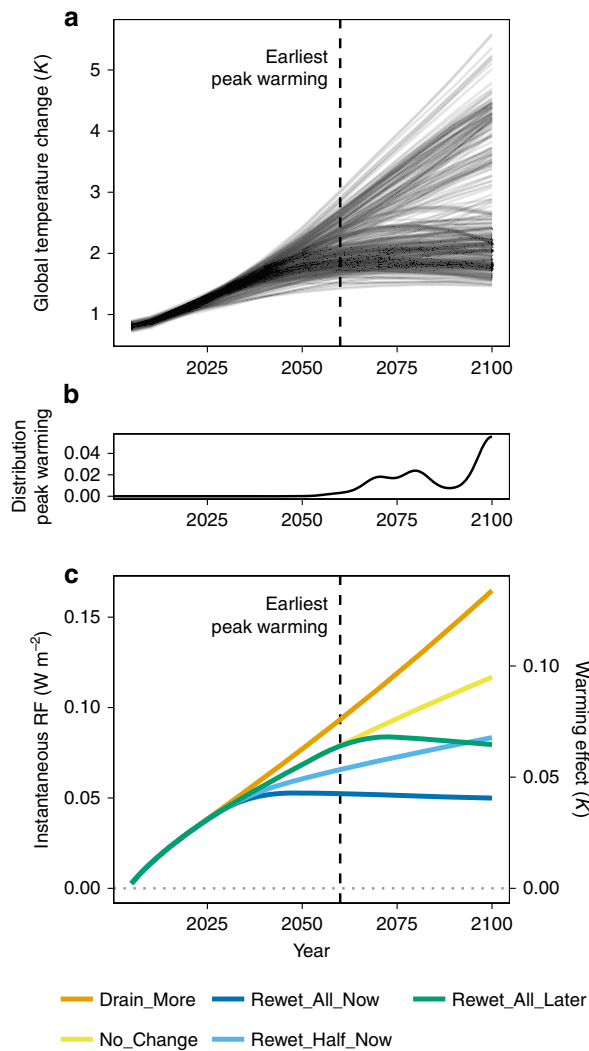 a
Global temperature change (K)
5
4
3
2
1
Earliest
peak warming
2025
2050
2075
2100
b
Distribution
peak warming
0.04
0.02
0.00
2025
2050
2075
2100
c
Instantaneous RF (W m−2)
0.15
0.10
0.05
0.00
Earliest
peak warming
0.10
0.05
0.00
Warming effect (K)
2025
2050
2075
2100
Year
Drain_More
Rewet_All_Now
Rewet_All_Later
No_Change
Rewet_Half_Now